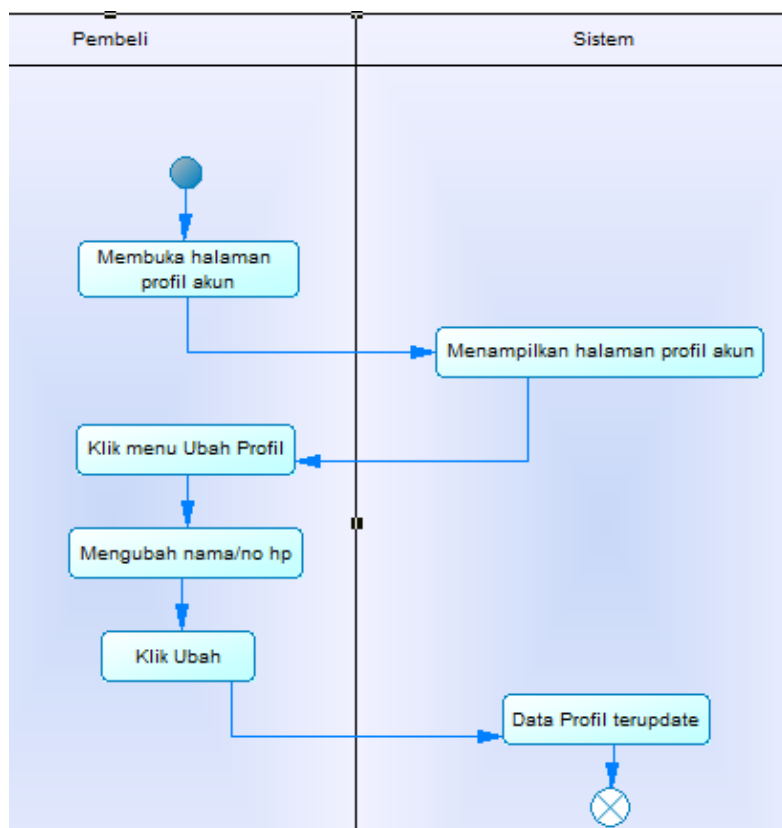 Pembeli
Sistem
Membuka halaman
profil akun
Menampilkan halaman profil akun
Klik menu Ubah Profil
Mengubah nama/no hp
Klik Ubah
Data Profil terupdate